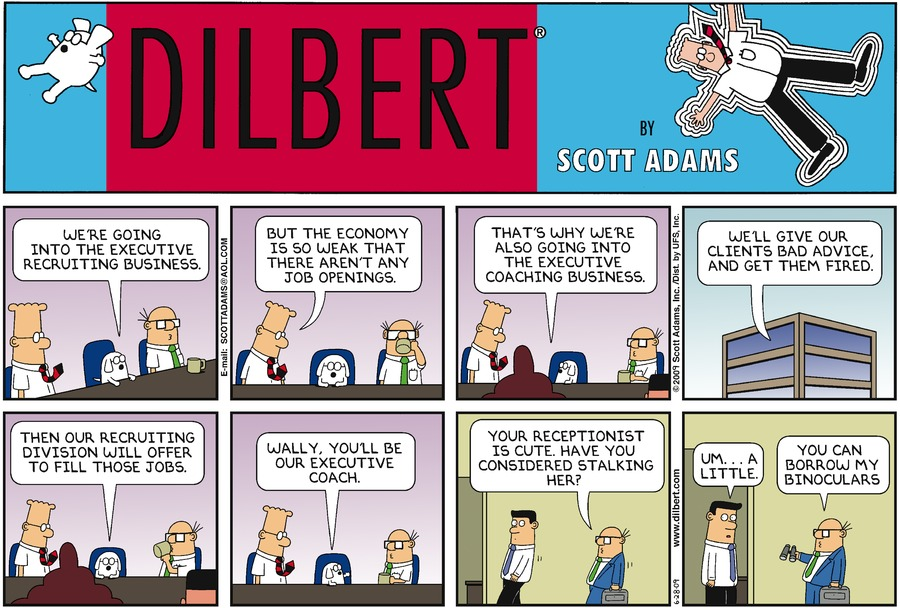 DILBERT®
BY
SCOTT ADAMS
WE'RE GOING
INTO THE EXECUTIVE
RECRUITING BUSINESS.
E-mail: SCOTTADAMS@AOL.COM
BUT THE ECONOMY
IS SO WEAK THAT
THERE AREN'T ANY
JOB OPENINGS.
THAT'S WHY WE'RE
ALSO GOING INTO
THE EXECUTIVE
COACHING BUSINESS.
© 2009 Scott Adams, Inc./Dist. by UFS, Inc.
WE'LL GIVE OUR
CLIENTS BAD ADVICE,
AND GET THEM FIRED.
THEN OUR RECRUITING
DIVISION WILL OFFER
TO FILL THOSE JOBS.
WALLY, YOU'LL BE
OUR EXECUTIVE
COACH.
YOUR RECEPTIONIST
IS CUTE. HAVE YOU
CONSIDERED STALKING
HER?
6-28-09
www.dilbert.com
UM. . . A
LITTLE.
YOU CAN
BORROW MY
BINOCULARS